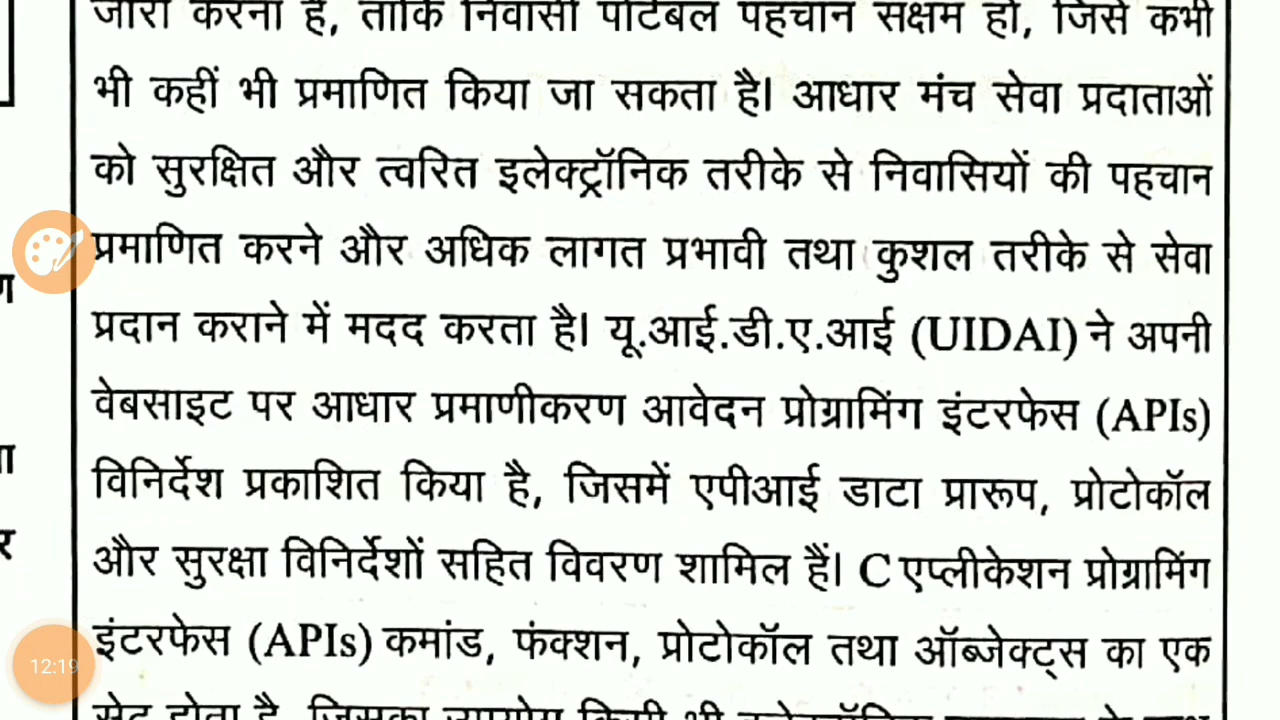 जारी करना है, ताकि निवासी पोर्टेबल पहचान सक्षम हो, जिसे कभी
भी कहीं भी प्रमाणित किया जा सकता है। आधार मंच सेवा प्रदाताओं
को सुरक्षित और त्वरित इलेक्ट्रॉनिक तरीके से निवासियों की पहचान
प्रमाणित करने और अधिक लागत प्रभावी तथा कुशल तरीके से सेवा
प्रदान कराने में मदद करता है। यू.आई.डी.ए.आई (UIDAI) ने अपनी
वेबसाइट पर आधार प्रमाणीकरण आवेदन प्रोग्रामिंग इंटरफेस (APIs)
विनिर्देश प्रकाशित किया है, जिसमें एपीआई डाटा प्रारूप, प्रोटोकॉल
और सुरक्षा विनिर्देशों सहित विवरण शामिल हैं। C एप्लीकेशन प्रोग्रामिंग
12:19
इंटरफेस (APIs) कमांड, फंक्शन, प्रोटोकॉल तथा ऑब्जेक्ट्स का एक
सेट होता है, जिसका उपयोग किसी भी